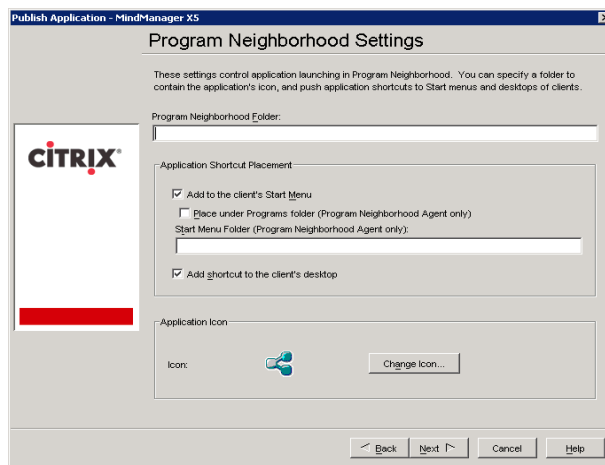 Publish Application - MindManager X5
Program Neighborhood Settings
These settings control application launching in Program Neighborhood. You can specify a folder to
contain the application's icon, and push application shortcuts to Start menus and desktops of clients.
Program Neighborhood Folder:
CITRIX®
Application Shortcut Placement
Add to the client's Start Menu
Place under Programs folder (Program Neighborhood Agent only)
Start Menu Folder (Program Neighborhood Agent only):
Add shortcut to the client's desktop
Application Icon
Icon:
Change Icon...
< Back
Next >
Cancel
Help